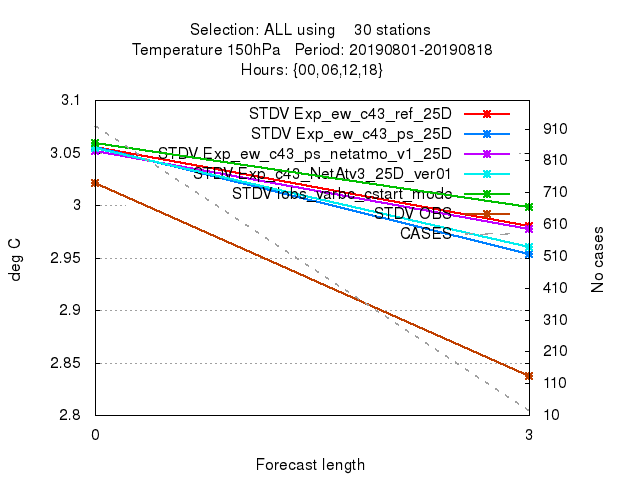 Selection: ALL using 30 stations
Temperature 150hPa Period: 20190801-20190818
Hours: {00,06,12,18}
3.1
3.05
3
2.95
2.9
2.85
2.8
deg C
STDV Exp_ew_c43_ref_25D
STDV Exp_ew_c43_ps_25D
STDV Exp_ew_c43_ps_netatmo_v1_25D
STDV Exp_c43_NetAtv3_25D_ver01
STDV fobs_varbc_cstart_mode
STDV OBS
CASES
910
810
710
610
510
410
310
210
110
10
No cases
0
3
Forecast length